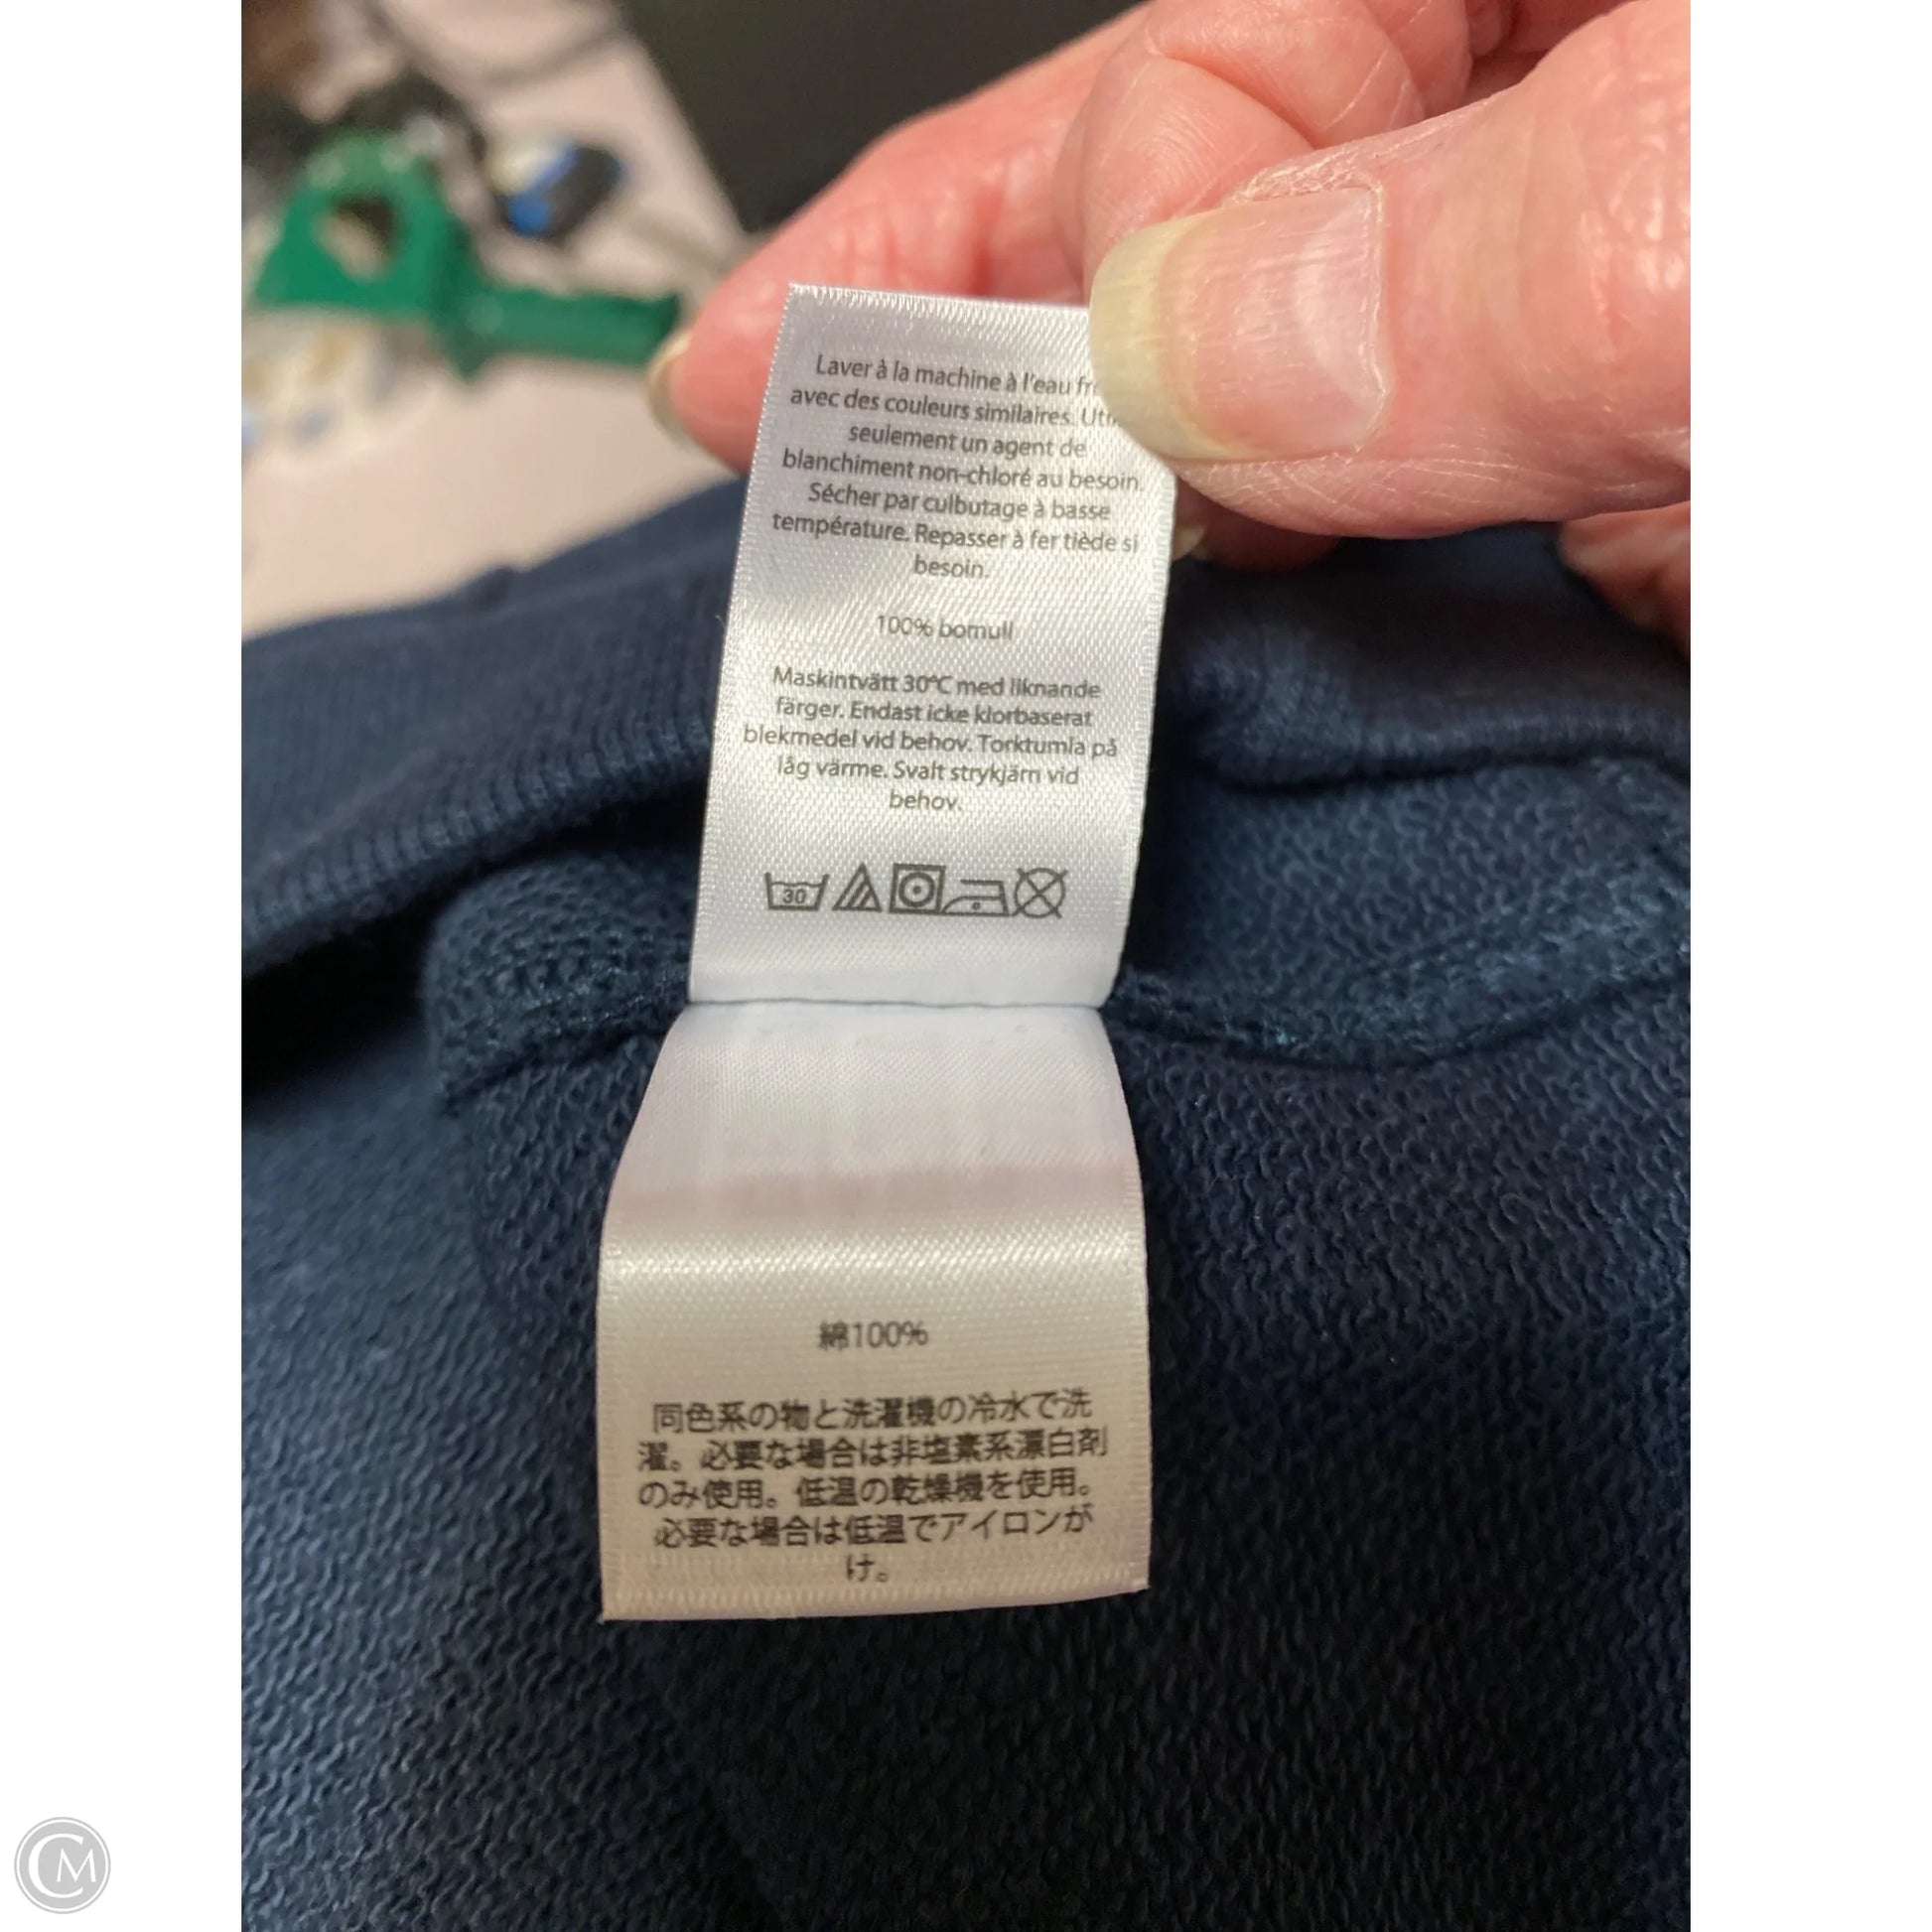 Laver à la machine à l'eau
avec des couleurs similaires.
seulement un agent de
blanchiment non-chloré au besoin.
Sécher par culbutage à basse
température. Repasser à fer tiède si
besoin.
100% bomull
Maskintvätt 30°C med liknande
färger. Endast icke klorbaserat
blekmedel vid behov. Torktumla på
låg värme. Svalt strykjärn vid
behov.
30
綿100%
同色系の物と洗濯機の冷水で洗
濯。必要な場合は非塩素系漂白剤
のみ使用。低温の乾燥機を使用。
必要な場合は低温でアイロンが
け。
CM